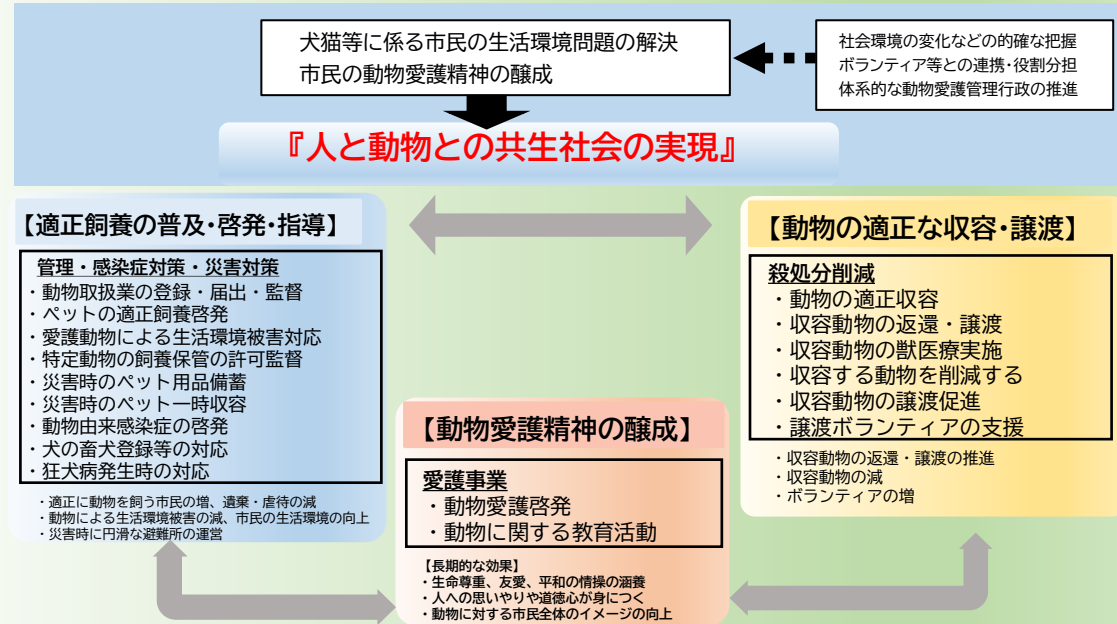 犬猫等に係る市民の生活環境問題の解決
市民の動物愛護精神の醸成
社会環境の変化などの的確な把握
ボランティア等との連携・役割分担
体系的な動物愛護管理行政の推進
『人と動物との共生社会の実現』
【適正飼養の普及・啓発・指導】
管理・感染症対策・災害対策
・動物取扱業の登録・届出・監督
・ペットの適正飼養啓発
・愛護動物による生活環境被害対応
・特定動物の飼養保管の許可監督
・災害時のペット用品備蓄
・災害時のペット一時収容
・動物由来感染症の啓発
・犬の畜犬登録等の対応
・狂犬病発生時の対応
・適正に動物を飼う市民の増、遺棄・虐待の減
・動物による生活環境被害の減、市民の生活環境の向上
・災害時に円滑な避難所の運営
【動物愛護精神の醸成】
愛護事業
・動物愛護啓発
・動物に関する教育活動
【長期的な効果】
・生命尊重、友愛、平和の情操の涵養
・人への思いやりや道徳心が身につく
・動物に対する市民全体のイメージの向上
【動物の適正な収容・譲渡】
殺処分削減
・動物の適正収容
・収容動物の返還・譲渡
・収容動物の獣医療実施
・収容する動物を削減する
・収容動物の譲渡促進
・譲渡ボランティアの支援
・収容動物の返還・譲渡の推進
・収容動物の減
・ボランティアの増